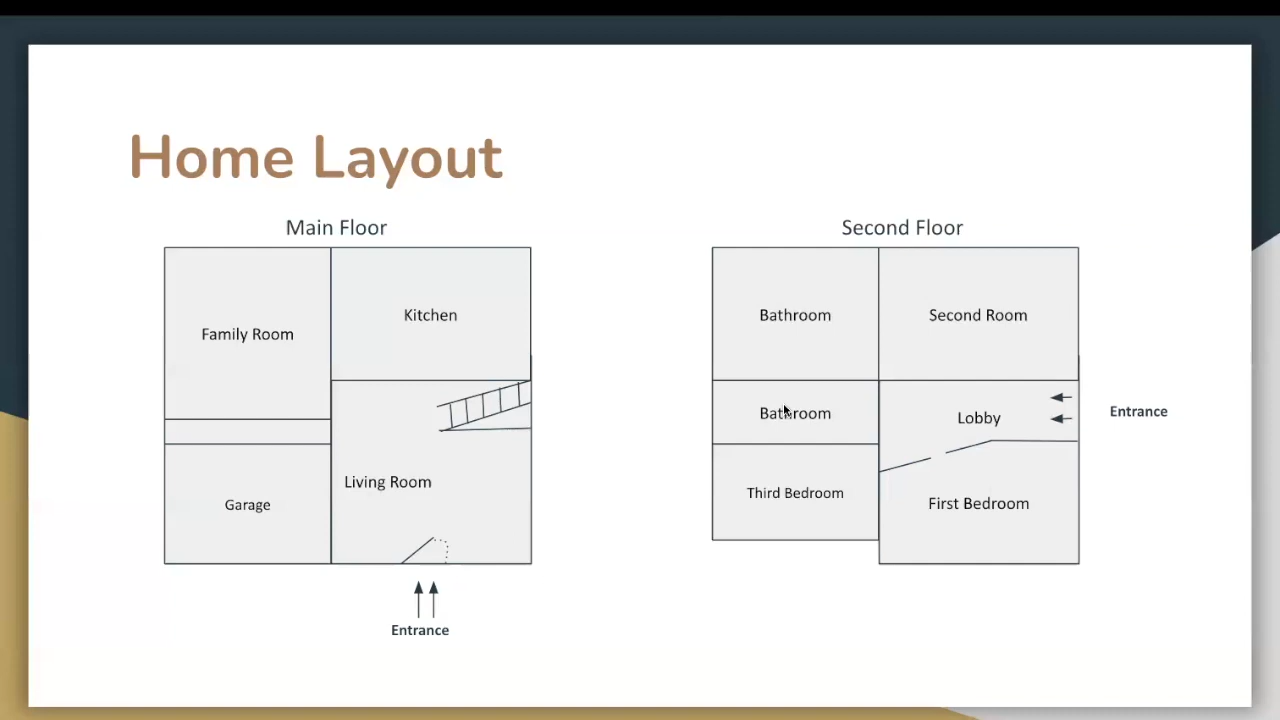 Home Layout
Main Floor
Family Room
Kitchen
Living Room
Garage
Entrance
Second Floor
Bathroom
Second Room
Bathroom
Lobby
Entrance
Third Bedroom
First Bedroom